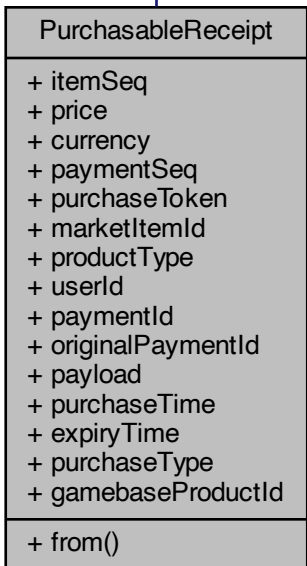 PurchasableReceipt
+ itemSeq
+ price
+ currency
+ paymentSeq
+ purchaseToken
+ marketItemId
+ productType
+ userId
+ paymentId
+ originalPaymentId
+ payload
+ purchaseTime
+ expiryTime
+ purchaseType
+ gamebaseProductId
+ from()